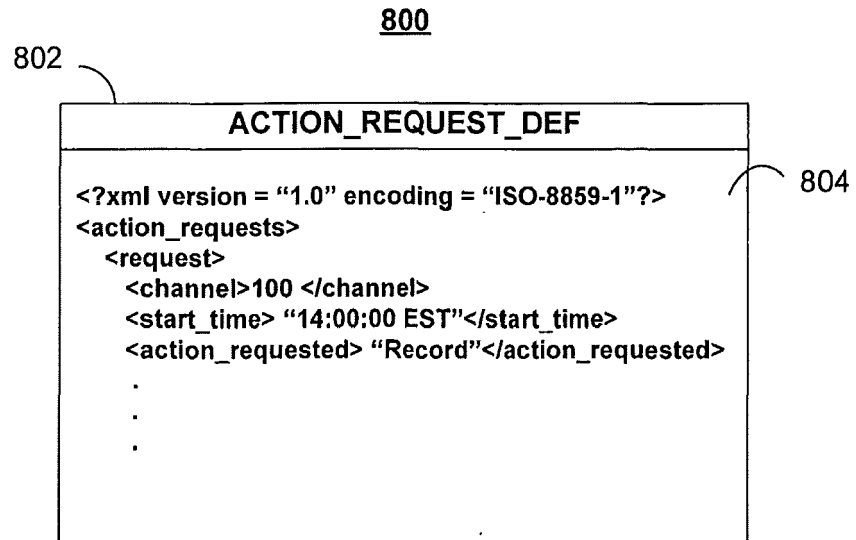 800
802
ACTION_REQUEST_DEF
804
<?xml version = “1.0” encoding = “ISO-8859-1”?>
<action_requests>
<request>
<channel>100 </channel>
<start_time> “14:00:00 EST”</start_time>
<action_requested> “Record”</action_requested>
.
.
.